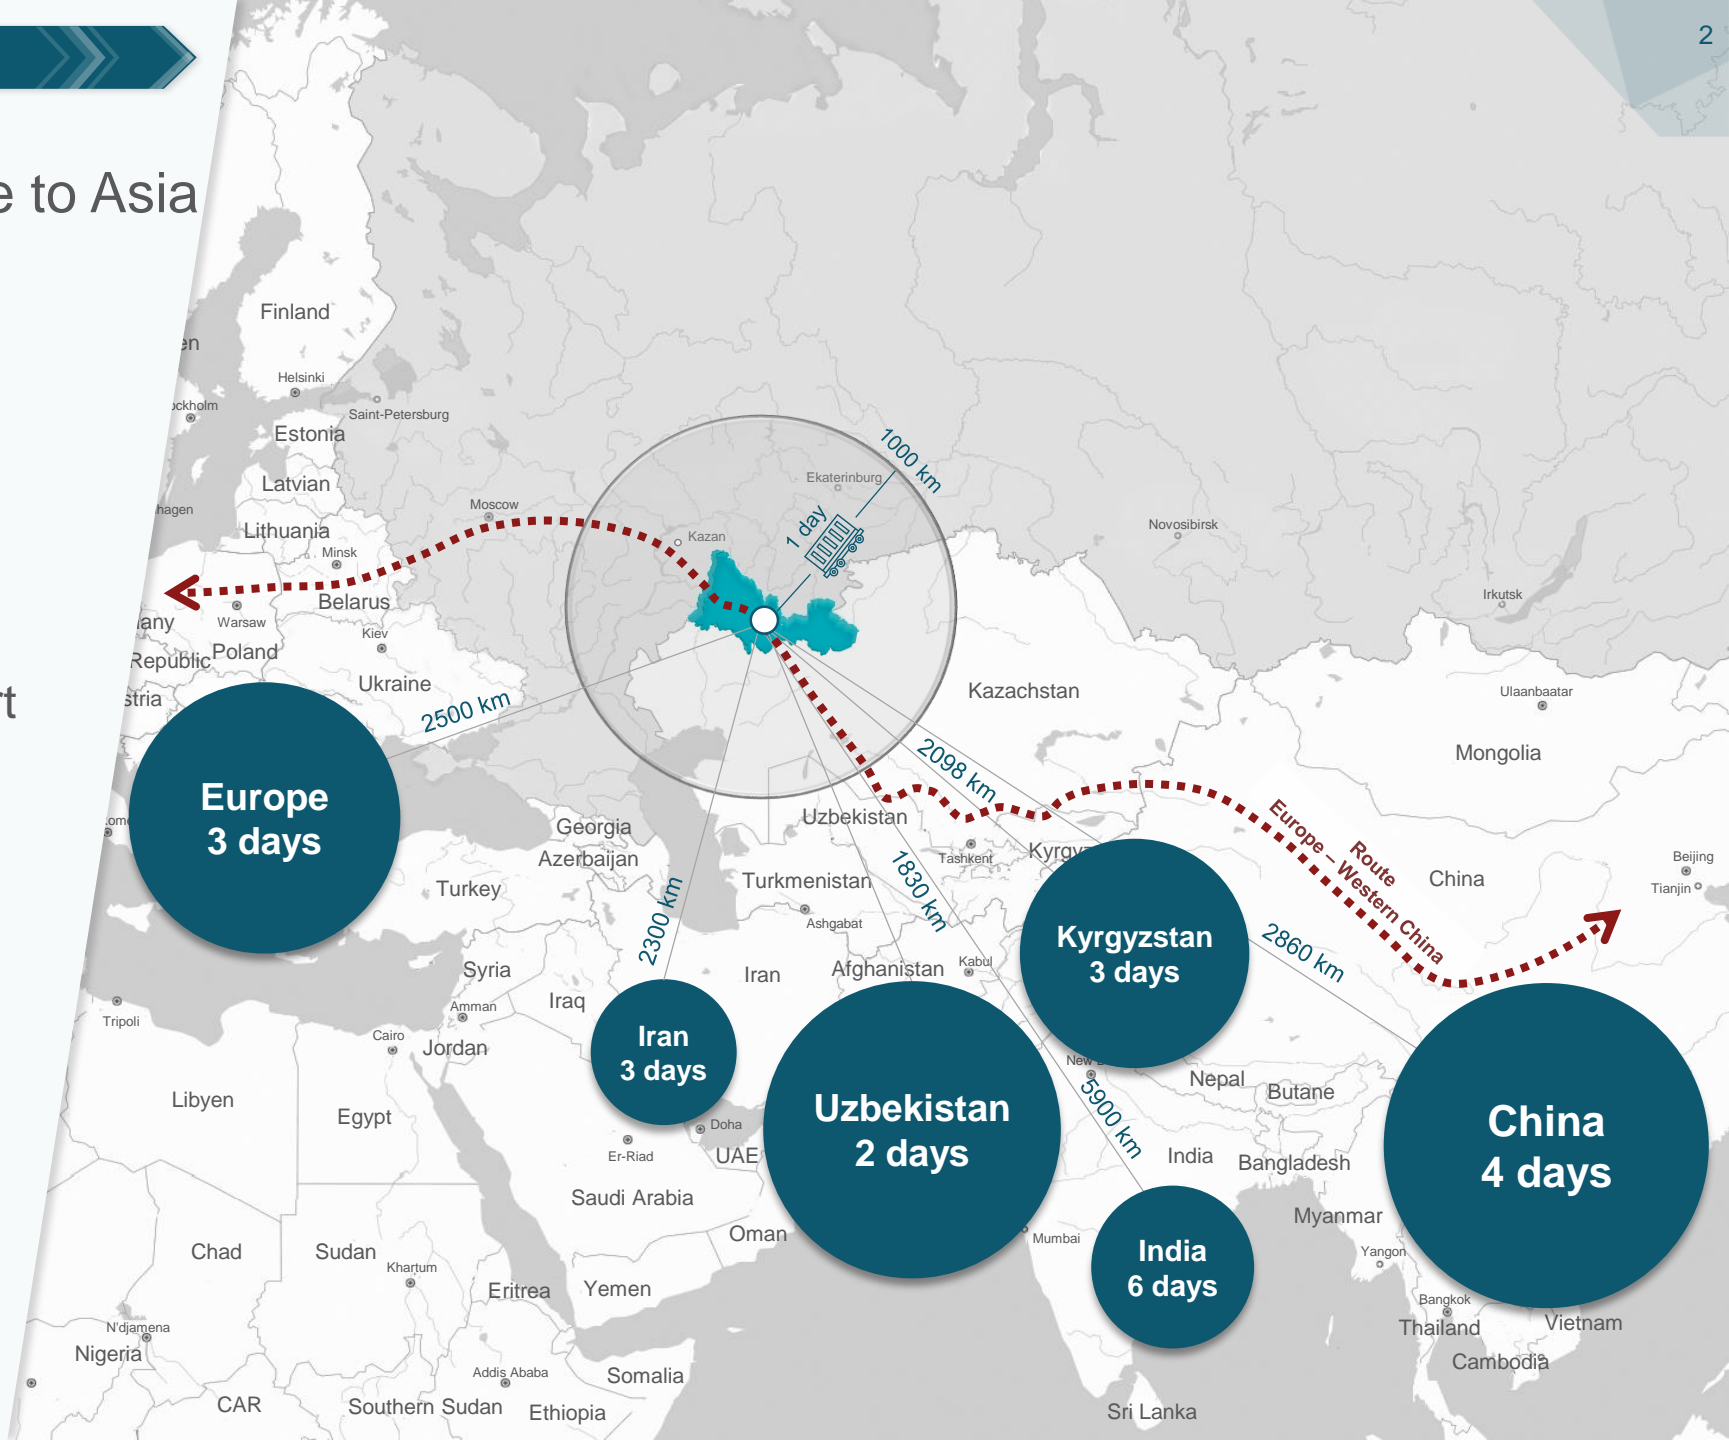 2
e to Asia
Finland
en
Helsinki
ockholm
Saint-Petersburg
Estonia
1000 km
Latvian
Ekaterinburg
Moscow
hagen
1 day
Lithuania
Novosibirsk
Kazan
Minsk
Belarus
Irkutsk
any
Warsaw
Kiev
Republic
Poland
Ukraine
Kazachstan
Ulaanbaatar
rt
stria
2500 km
Mongolia
2098 km
Europe
3 days
Uzbekistan
Georgia
Route
Europe – Western China
Azerbaijan
Tashkent
Kyrgyz
Beijing
Turkey
Turkmenistan
China
Tianjin
1830 km
2300 km
Ashgabat
Kyrgyzstan
3 days
2860 km
Syria
Iran
Afghanistan
Kabul
Iraq
Amman
Tripoli
Cairo
Jordan
Iran
3 days
New
Nepal
Butane
Libyen
Egypt
5900 km
Uzbekistan
2 days
China
4 days
Doha
Er-Riad
UAE
India
Bangladesh
Saudi Arabia
Myanmar
Oman
Mumbai
Chad
Sudan
Yangon
India
6 days
Khartum
Eritrea
Yemen
Bangkok
N'djamena
Thailand
Vietnam
Nigeria
Cambodia
Addis Ababa
Somalia
CAR
Southern Sudan
Ethiopia
Sri Lanka